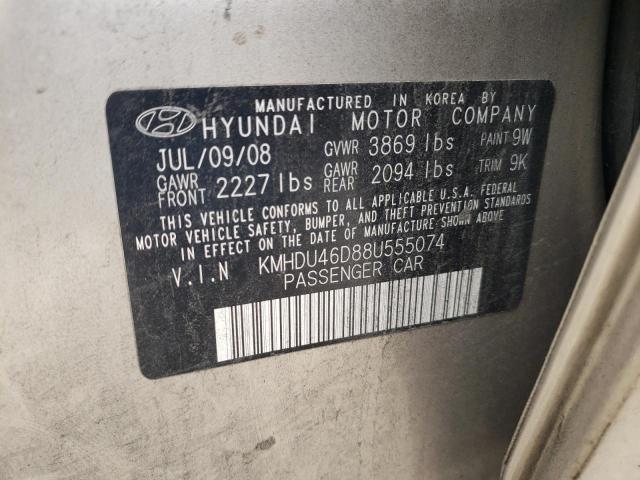 MANUFACTURED IN KOREA BY
HYUNDAI MOTOR COMPANY
JUL/09/08 GVWR 3869 lbs PAINT 9W
GAWR FRONT 2227 lbs GAWR REAR 2094 lbs TRIM 9K
THIS VEHICLE CONFORMS TO ALL APPLICABLE U.S.A. FEDERAL
MOTOR VEHICLE SAFETY, BUMPER, AND THEFT PREVENTION STANDARDS
IN EFFECT ON THE DATE OF MANUFACTURE SHOWN ABOVE
V.I.N KMHDU46D88U555074
PASSENGER CAR